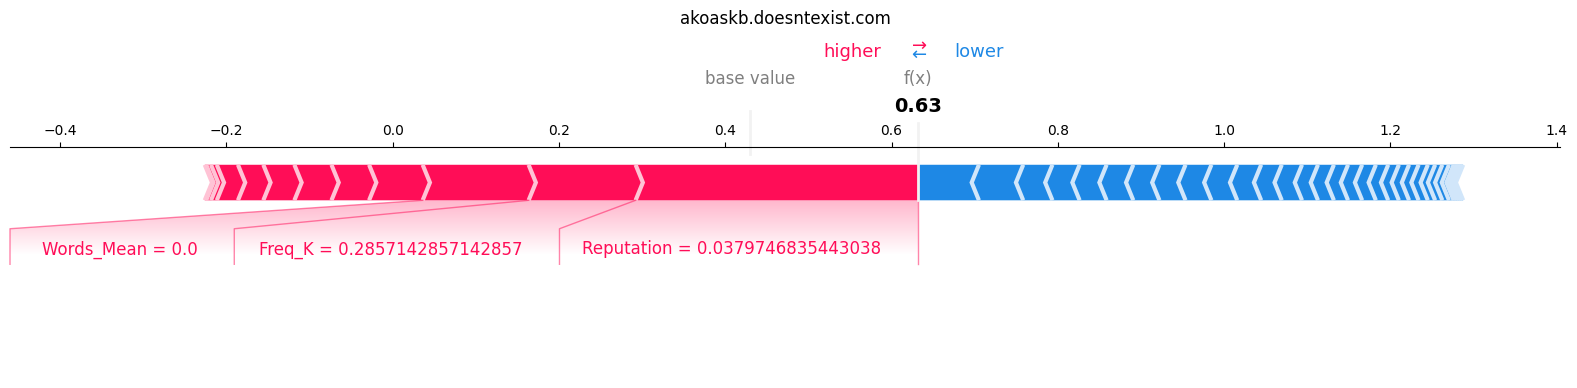 akoaskb.doesntexist.com
higher → ← lower
base value f(x)
0.63
−0.4 −0.2 0.0 0.2 0.4 0.6 0.8 1.0 1.2 1.4
Words_Mean = 0.0 Freq_K = 0.2857142857142857 Reputation = 0.0379746835443038